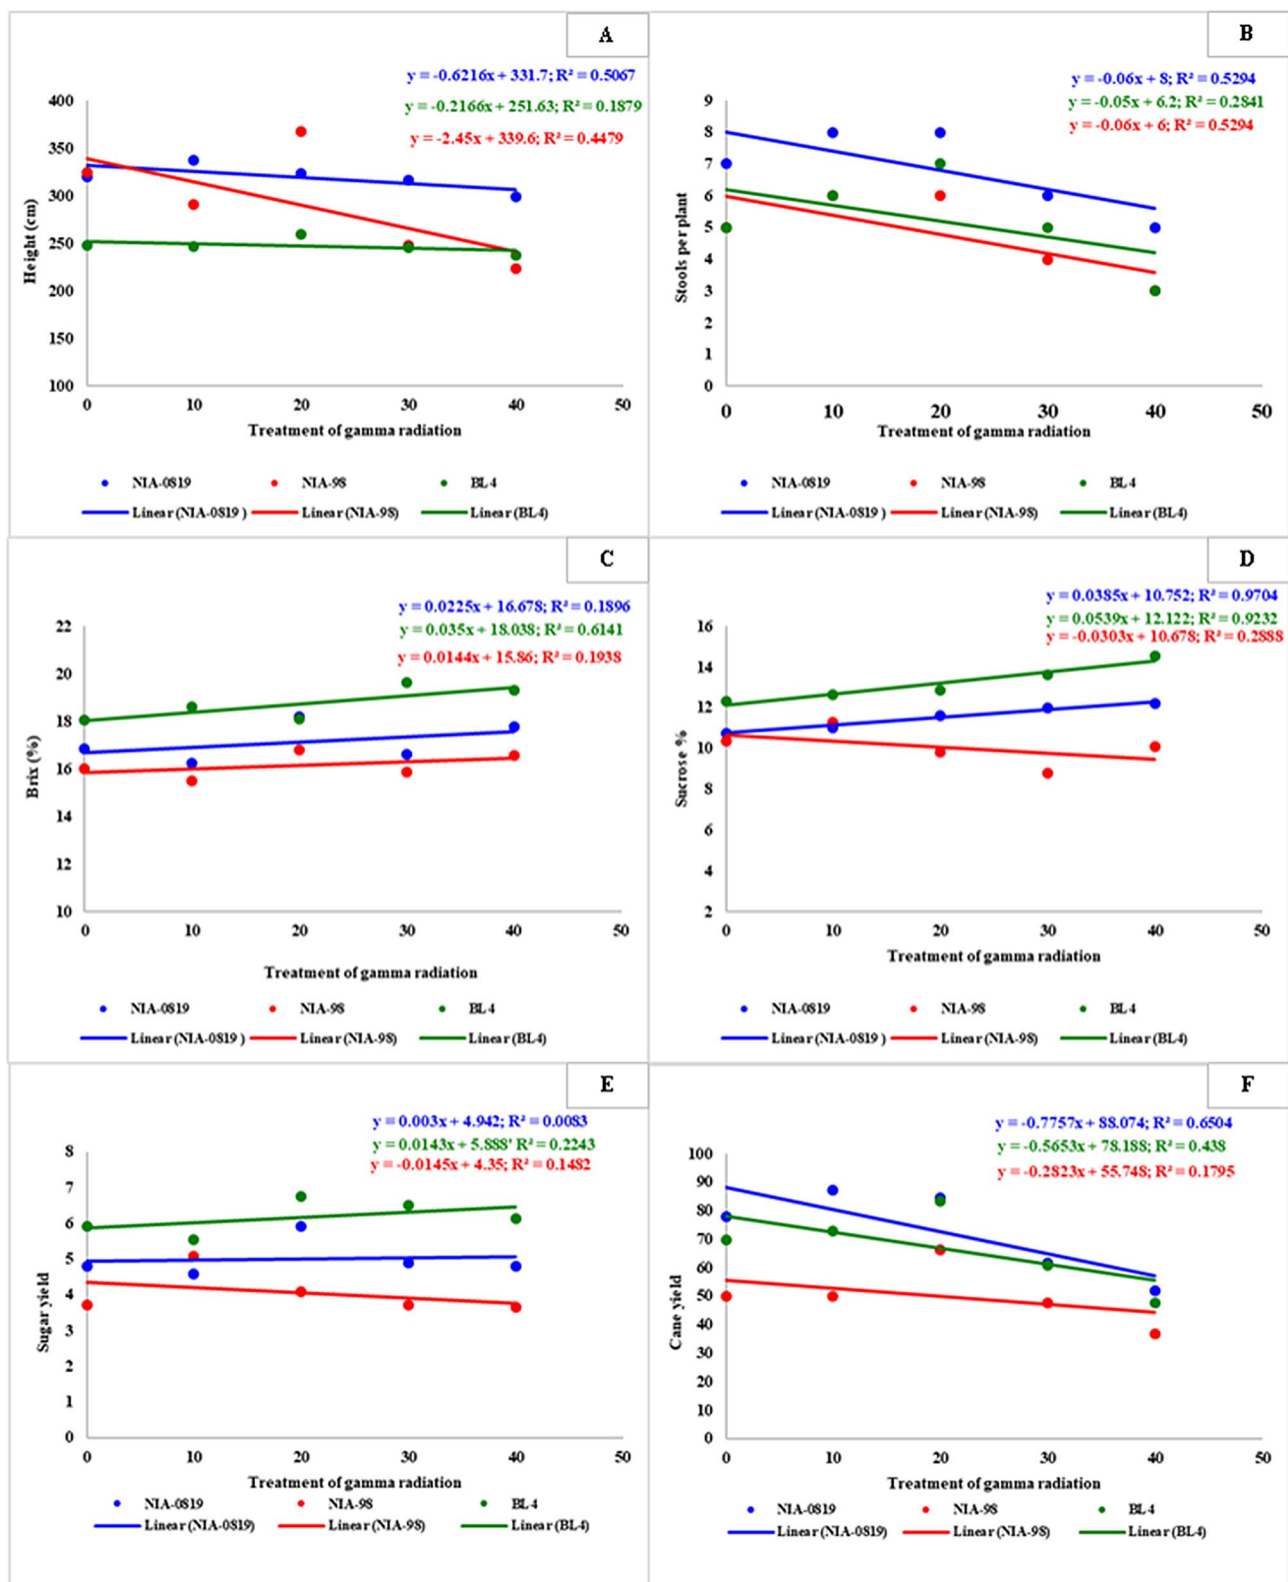 A
y = -0.6216x + 331.7; R² = 0.5067
y = -0.2166x + 251.63; R² = 0.1879
y = -2.45x + 339.6; R² = 0.4479
400
350
300
250
200
150
100
Height (cm)
0 10 20 30 40 50
Treatment of gamma radiation
NIA-0819 NIA-98 BL4
Linear (NIA-0819 ) Linear (NIA-98) Linear (BL4)
B
y = -0.06x + 8; R² = 0.5294
y = -0.05x + 6.2; R² = 0.2841
y = -0.06x + 6; R² = 0.5294
9
8
7
6
5
4
3
2
1
0
Stools per plant
0 10 20 30 40 50
Treatment of gamma radiation
NIA-0819 NIA-98 BL4
Linear (NIA-0819 ) Linear (NIA-98) Linear (BL4)
C
y = 0.0225x + 16.678; R² = 0.1896
y = 0.035x + 18.038; R² = 0.6141
y = 0.0144x + 15.86; R² = 0.1938
22
20
18
16
14
12
10
Brix (%)
0 10 20 30 40 50
Treatment of gamma radiation
NIA-0819 NIA-98 BL4
Linear (NIA-0819 ) Linear (NIA-98) Linear (BL4)
D
y = 0.0385x + 10.752; R² = 0.9704
y = 0.0539x + 12.122; R² = 0.9232
y = -0.0303x + 10.678; R² = 0.2888
16
14
12
10
8
6
4
2
Sucrose %
0 10 20 30 40 50
Treatment of gamma radiation
NIA-0819 NIA-98 BL4
Linear (NIA-0819 ) Linear (NIA-98) Linear (BL4)
E
y = 0.003x + 4.942; R² = 0.0083
y = 0.0143x + 5.888' R² = 0.2243
y = -0.0145x + 4.35; R² = 0.1482
8
7
6
5
4
3
2
1
0
Sugar yield
0 10 20 30 40 50
Treatment of gamma radiation
NIA-0819 NIA-98 BL4
Linear (NIA-0819) Linear (NIA-98) Linear (BL4)
F
y = -0.7757x + 88.074; R² = 0.6504
y = -0.5653x + 78.188; R² = 0.438
y = -0.2823x + 55.748; R² = 0.1795
100
90
80
70
60
50
40
30
20
10
0
Cane yield
0 10 20 30 40 50
Treatment of gamma radiation
NIA-0819 NIA-98 BL4
Linear (NIA-0819) Linear (NIA-98) Linear (BL4)